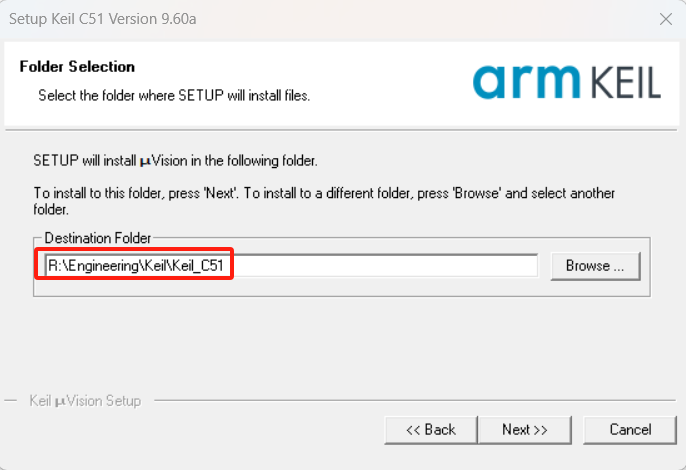 Setup Keil C51 Version 9.60a
Folder Selection
Select the folder where SETUP will install files.
arm KEIL
SETUP will install µVision in the following folder.
To install to this folder, press 'Next'. To install to a different folder, press 'Browse' and select another
folder.
Destination Folder
R:\Engineering\Keil\Keil_C51
Browse ...
Keil µVision Setup
<< Back
Next >>
Cancel